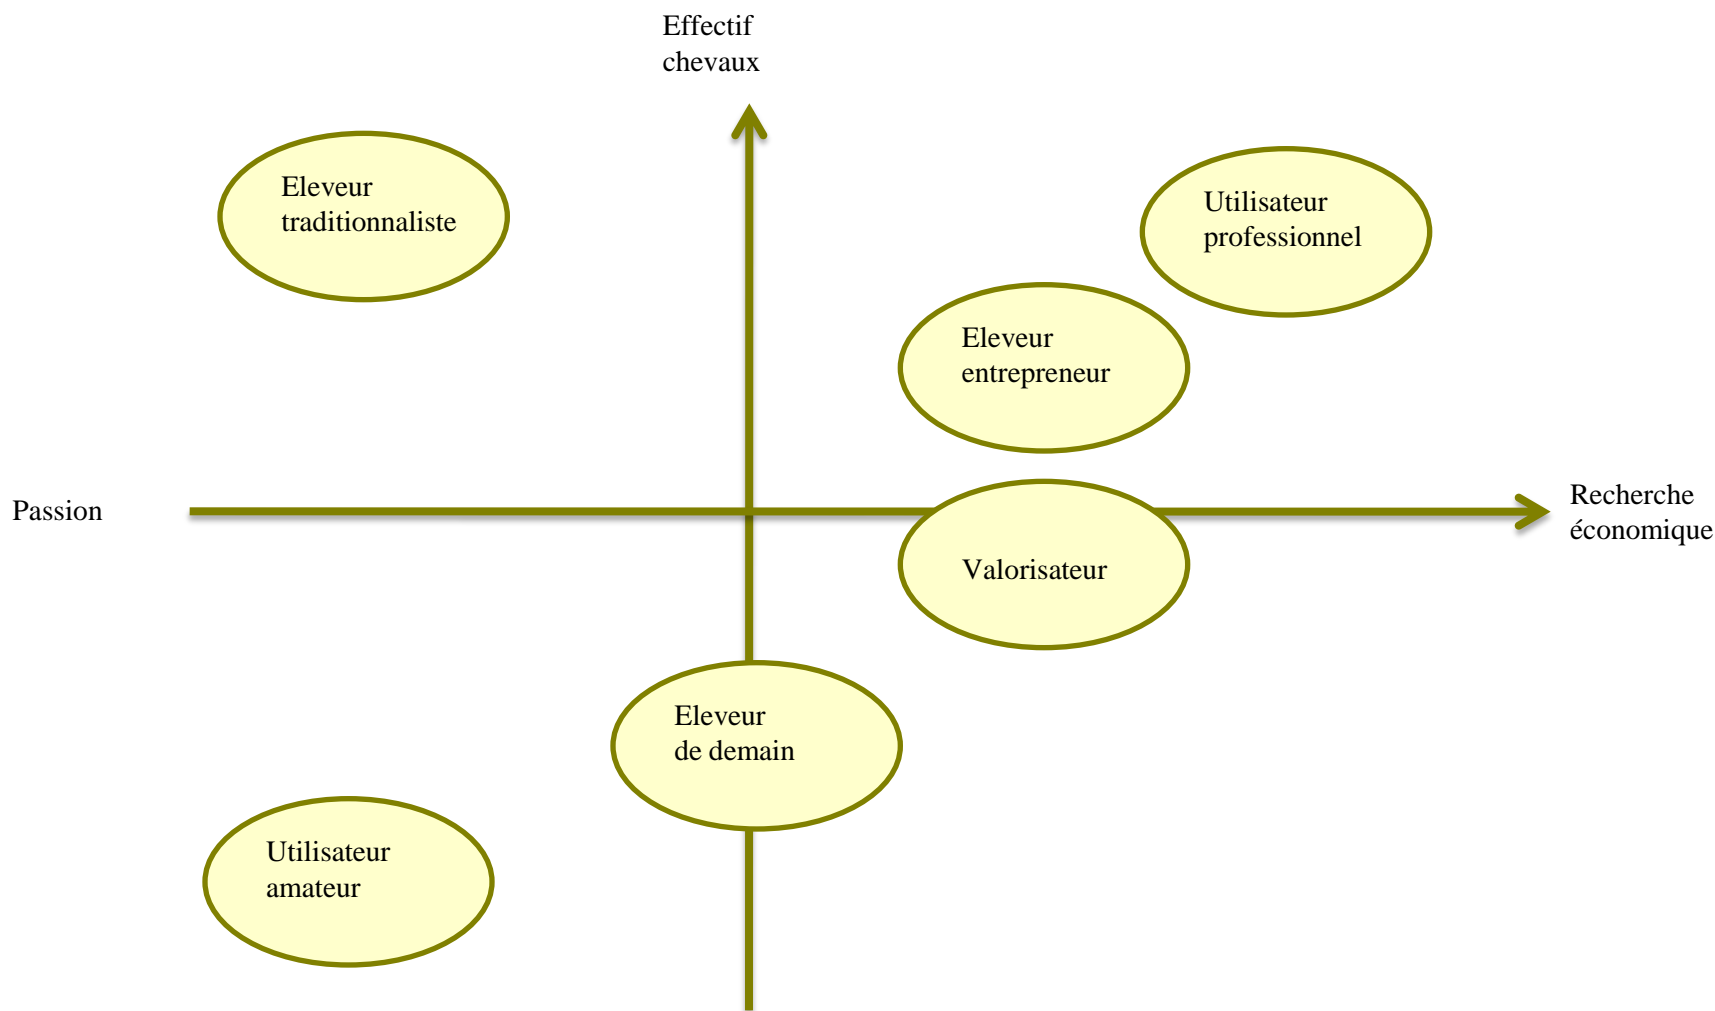 Effectif
chevaux
Eleveur
traditionnaliste
Utilisateur
professionnel
Eleveur
entrepreneur
Passion
Recherche
économique
Valorisateur
Eleveur
de demain
Utilisateur
amateur